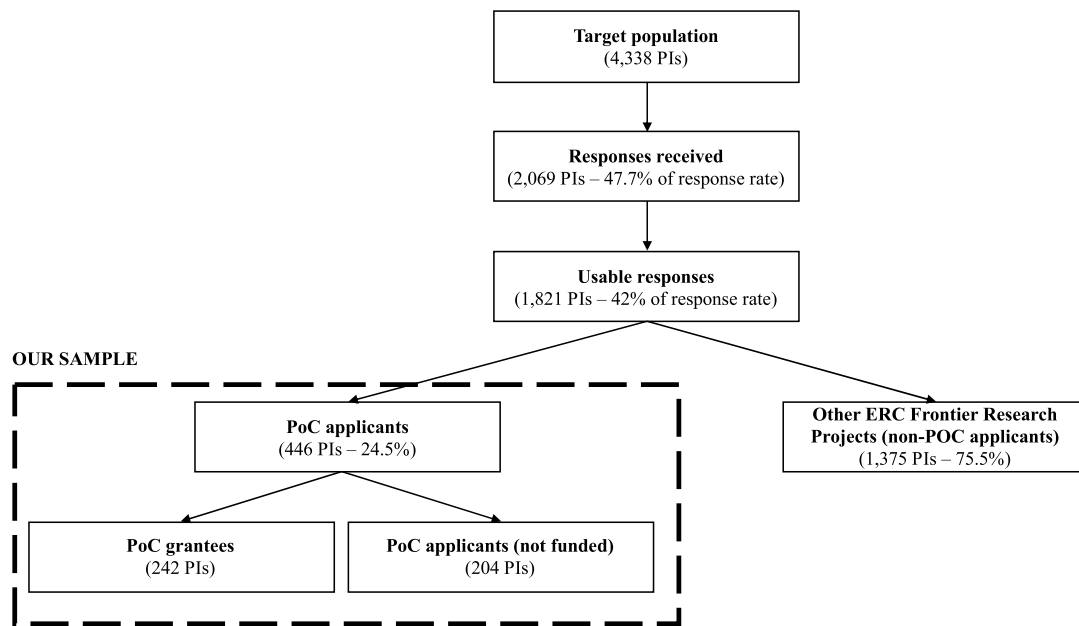 Target population
(4,338 PIs)
Responses received
(2,069 PIs – 47.7% of response rate)
Usable responses
(1,821 PIs – 42% of response rate)
OUR SAMPLE
PoC applicants
(446 PIs – 24.5%)
Other ERC Frontier Research
Projects (non-POC applicants)
(1,375 PIs – 75.5%)
PoC grantees
(242 PIs)
PoC applicants (not funded)
(204 PIs)